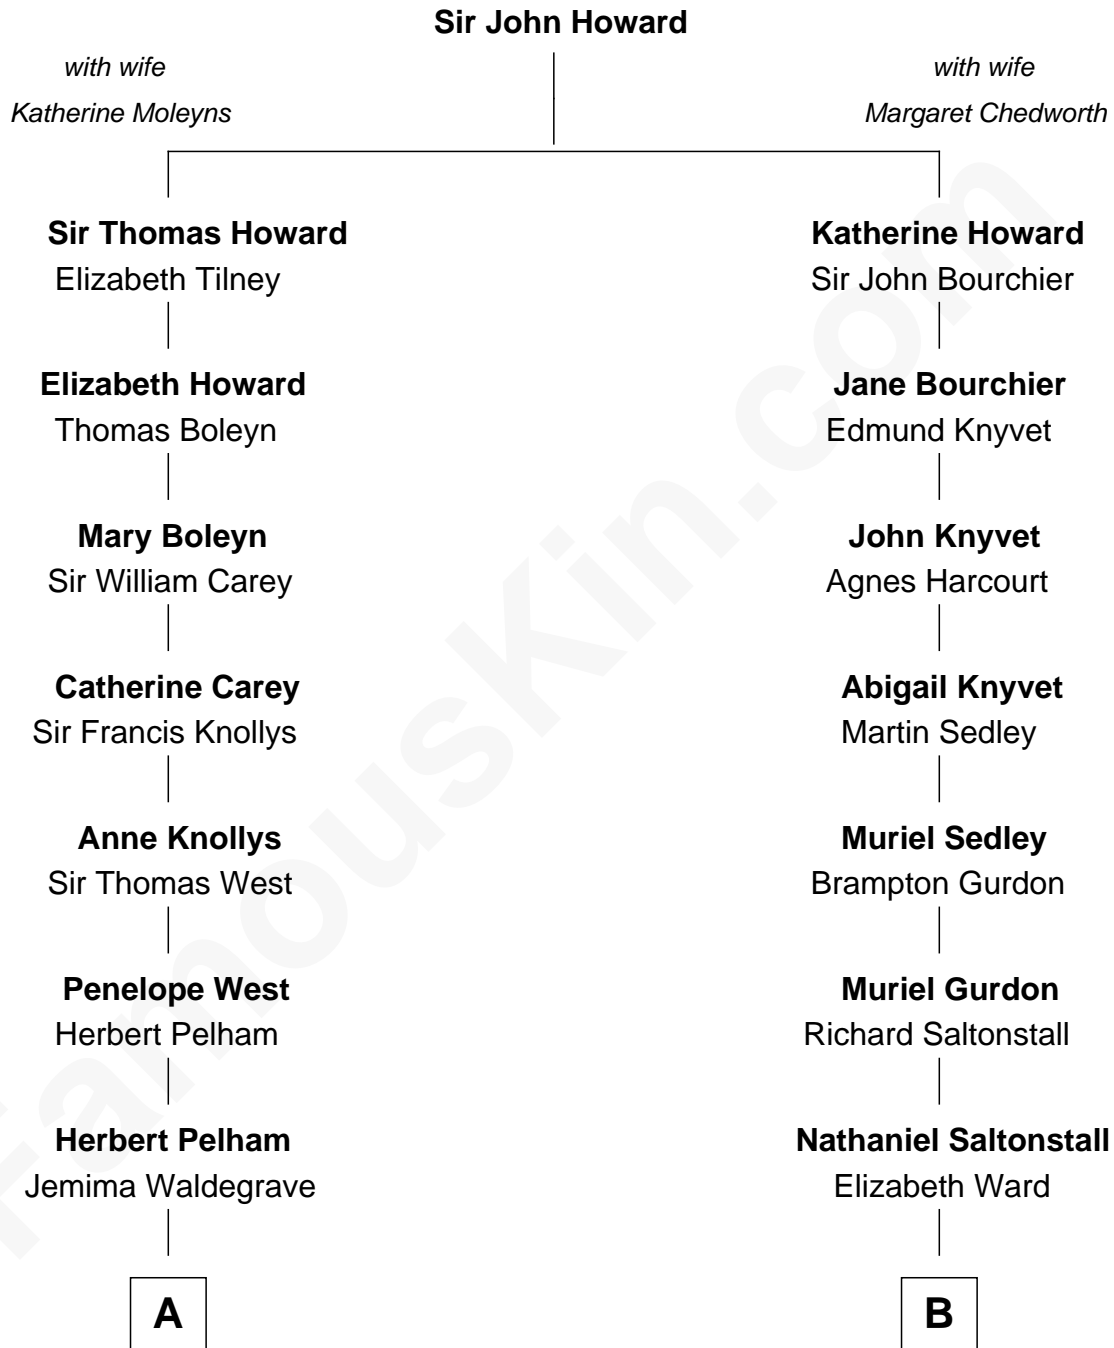 Sir John Howard
with wife
Katherine Moleyns
with wife
Margaret Chedworth
Sir Thomas Howard
Elizabeth Tilney
Katherine Howard
Sir John Bourchier
Elizabeth Howard
Thomas Boleyn
Jane Bourchier
Edmund Knyvet
Mary Boleyn
Sir William Carey
John Knyvet
Agnes Harcourt
Catherine Carey
Sir Francis Knollys
Abigail Knyvet
Martin Sedley
Anne Knollys
Sir Thomas West
Muriel Sedley
Brampton Gurdon
Penelope West
Herbert Pelham
Muriel Gurdon
Richard Saltonstall
Herbert Pelham
Jemima Waldegrave
Nathaniel Saltonstall
Elizabeth Ward
A
B
FamousKin.com